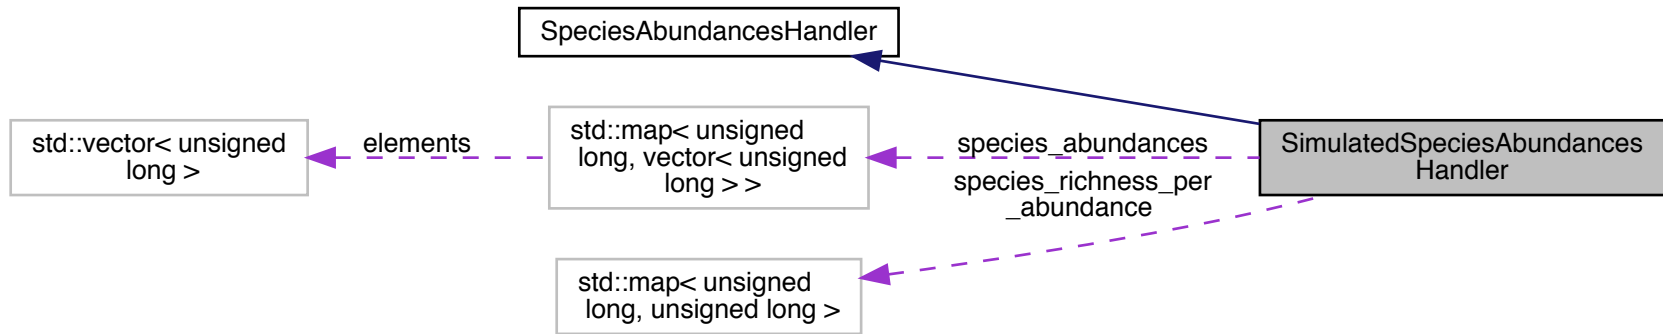 SpeciesAbundancesHandler
std::vector< unsigned
long >
elements
std::map< unsigned
long, vector< unsigned
long > >
species_abundances
species_richness_per
_abundance
SimulatedSpeciesAbundances
Handler
std::map< unsigned
long, unsigned long >